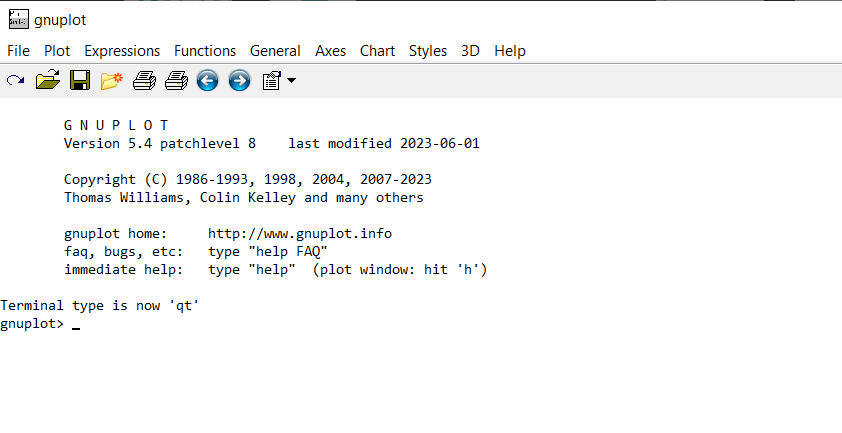 gnuplot
File Plot Expressions Functions General Axes Chart Styles 3D Help
G N U P L O T
Version 5.4 patchlevel 8    last modified 2023-06-01
Copyright (C) 1986-1993, 1998, 2004, 2007-2023
Thomas Williams, Colin Kelley and many others
gnuplot home:     http://www.gnuplot.info
faq, bugs, etc:   type "help FAQ"
immediate help:   type "help"  (plot window: hit 'h')
Terminal type is now 'qt'
gnuplot> _